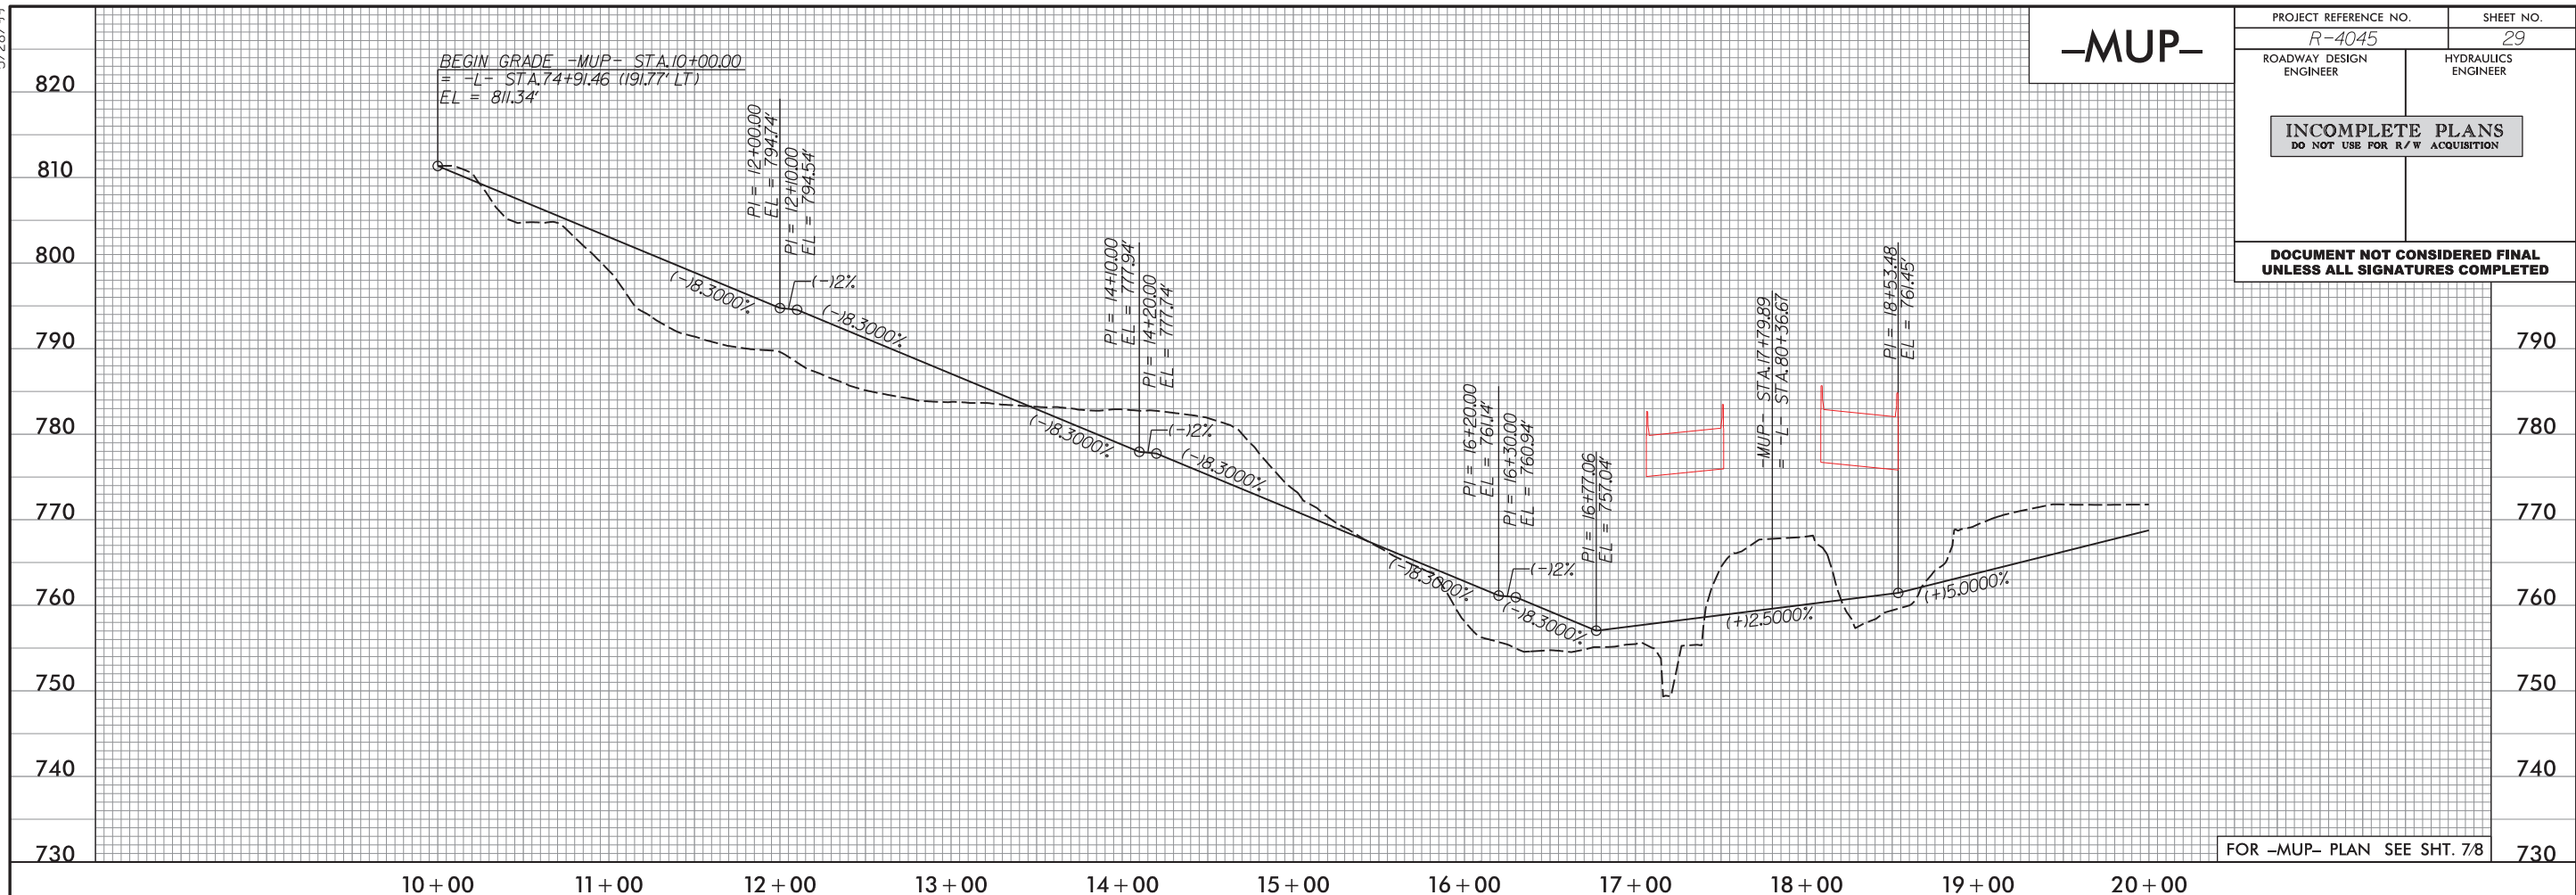 -MUP-
PROJECT REFERENCE NO.
SHEET NO.
R-4045
29
ROADWAY DESIGN
ENGINEER
HYDRAULICS
ENGINEER
INCOMPLETE PLANS
DO NOT USE FOR R/W ACQUISITION
DOCUMENT NOT CONSIDERED FINAL
UNLESS ALL SIGNATURES COMPLETED
BEGIN GRADE -MUP- STA.10+00.00
= -L- STA.74+91.46 (191.77' LT)
EL = 811.34'
PI = 12+00.00
EL = 794.74'
PI = 12+10.00
EL = 794.54'
PI = 14+10.00
EL = 777.94'
PI = 14+20.00
EL = 777.74'
PI = 16+20.00
EL = 761.14'
PI = 16+30.00
EL = 760.94'
PI = 16+77.06
EL = 757.04'
-MUP- STA.17+79.89
= -L- STA.80+36.67
PI = 18+53.48
EL = 761.45'
(-)8.3000%
(-)2%
(-)8.3000%
(-)8.3000%
(-)2%
(-)8.3000%
(-)8.3000%
(-)2%
(-)8.3000%
(+)2.5000%
(+)5.0000%
820
810
800
790
780
770
760
750
740
730
790
780
770
760
750
740
730
FOR -MUP- PLAN SEE SHT. 7/8
10+00
11+00
12+00
13+00
14+00
15+00
16+00
17+00
18+00
19+00
20+00